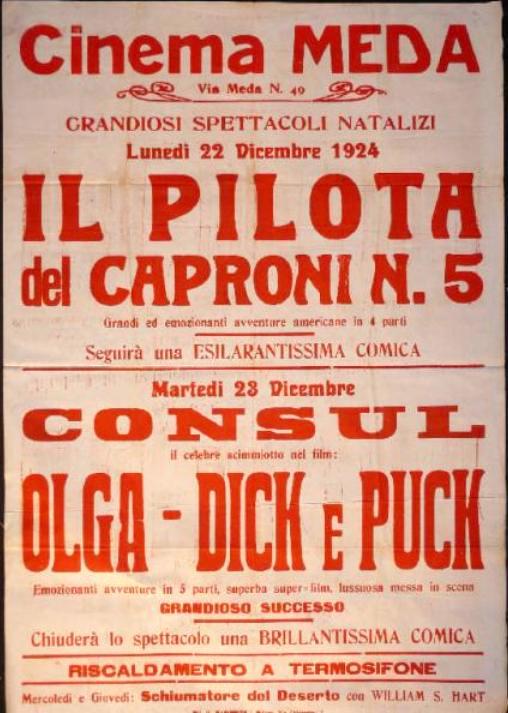 Cinema MEDA
Via Meda N. 49
GRANDIOSI SPETTACOLI NATALIZI
Lunedì 22 Dicembre 1924
IL PILOTA
del CAPRONI N. 5
Grandi ed emozionanti avventure americane in 4 parti
Seguirà una ESILARANTISSIMA COMICA
Martedì 23 Dicembre
CONSUL
il celebre scimmiotto nel film:
OLGA - DICK E PUCK
Emozionanti avventure in 5 parti, superba super-film, lussuosa messa in scena
GRANDIOSO SUCCESSO
Chiuderà lo spettacolo una BRILLANTISSIMA COMICA
RISCALDAMENTO A TERMOSIFONE
Mercoledì e Giovedì: Schiumatore del Deserto con WILLIAM S. HART